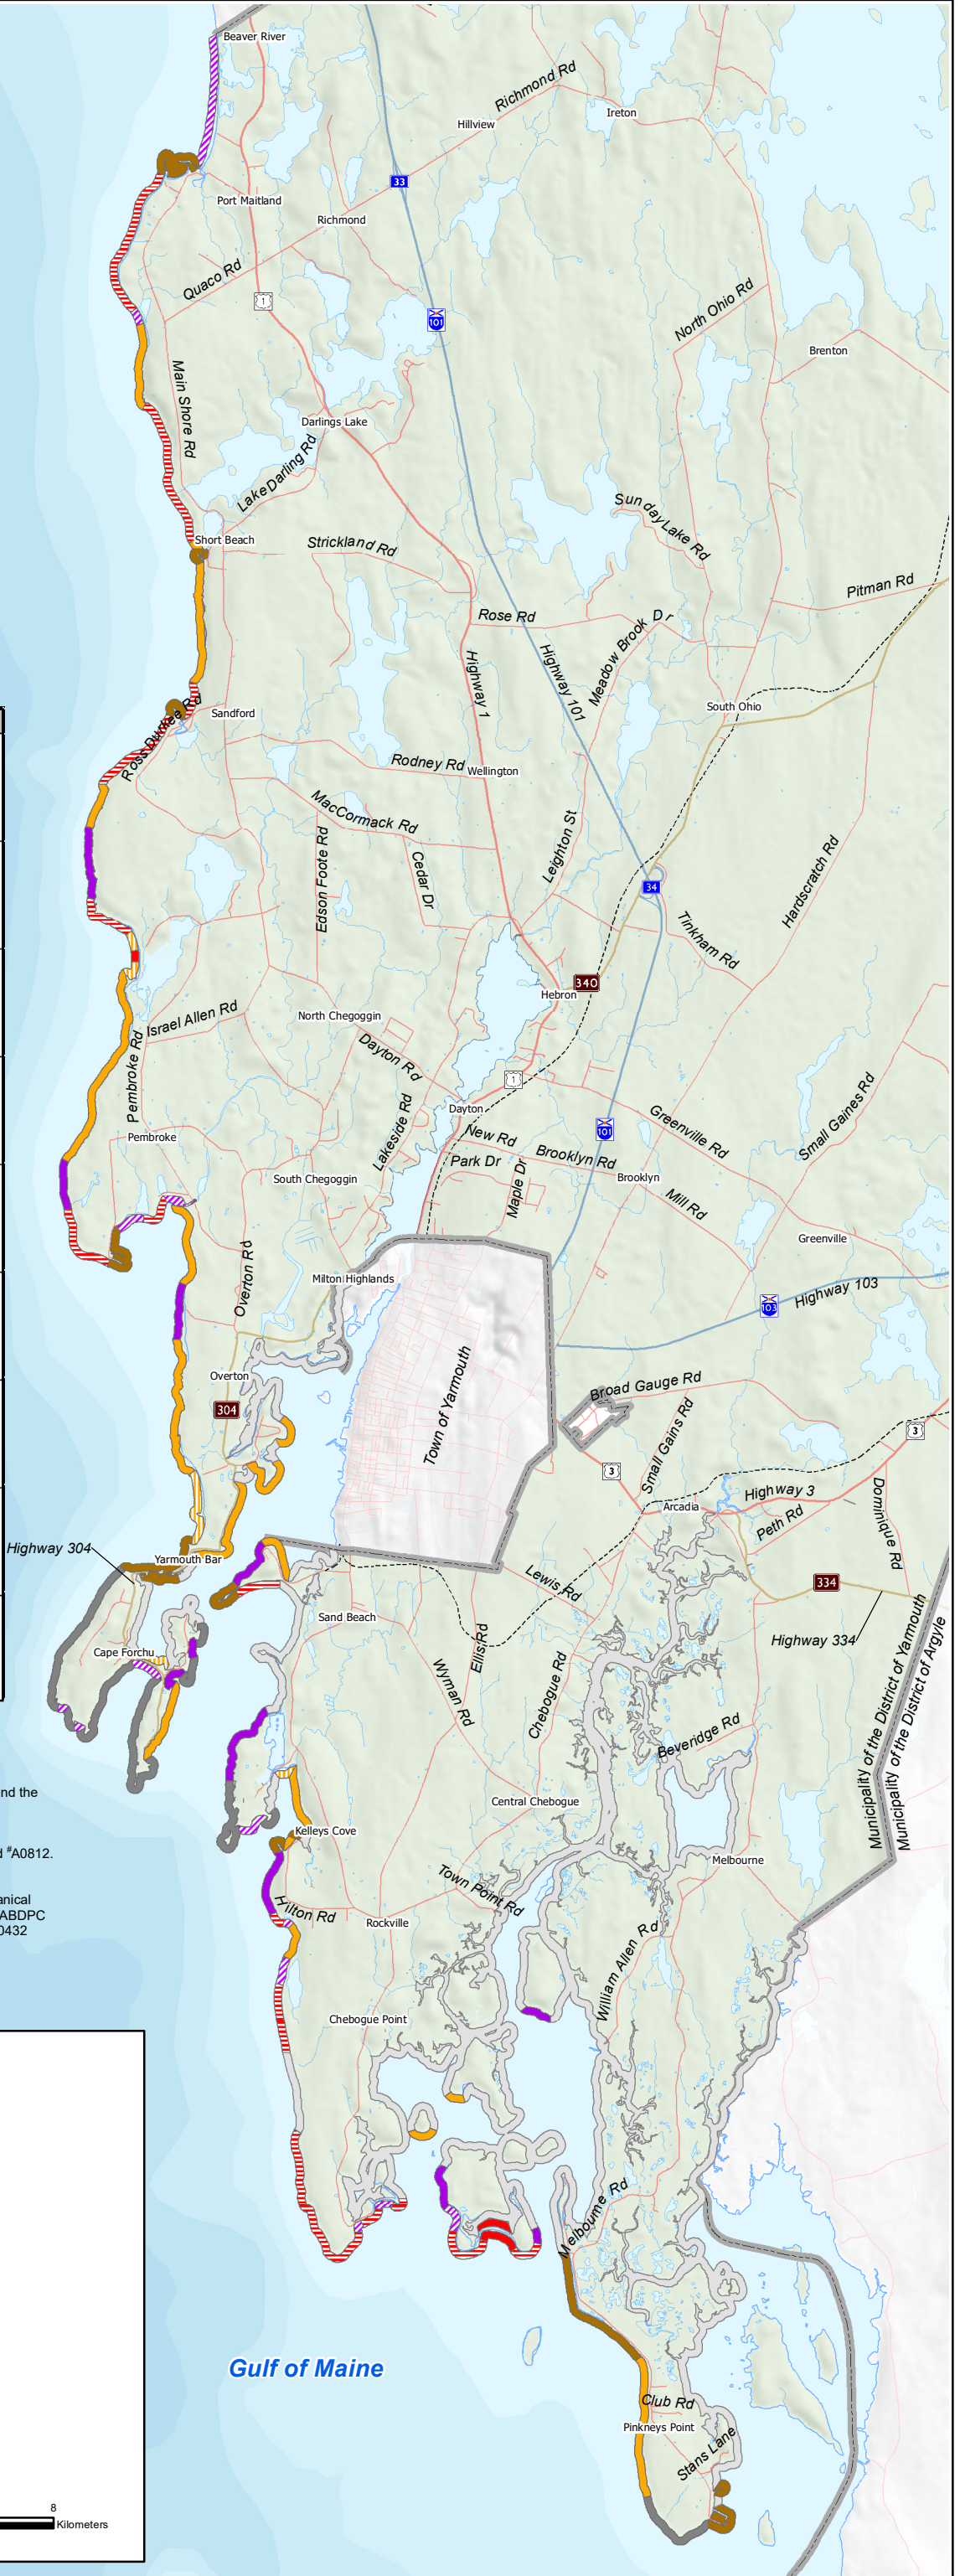 Beaver River
Richmond Rd
Ireton
Hillview
33
Port Maitland
Richmond
Quaco Rd
1
101
North Ohio Rd
Brenton
Main Shore Rd
Darlings Lake
Lake Darling Rd
Sunday Lake Rd
Short Beach
Strickland Rd
Pitman Rd
Rose Rd
Meadow Brook Dr
Highway 1
Highway 101
Ross Durkee Rd
Sandford
South Ohio
Rodney Rd
Wellington
MacCormack Rd
Edson Foote Rd
Cedar Dr
Leighton St
Hardscratch Rd
34
Tinkham Rd
340
Hebron
Israel Allen Rd
North Chegoggin
Dayton Rd
Pembroke Rd
1
Small Gaines Rd
Dayton
Lakeside Rd
Greenville Rd
101
Pembroke
New Rd
Brooklyn Rd
Park Dr
South Chegoggin
Maple Dr
Brooklyn
Mill Rd
Greenville
Overton Rd
Milton Highlands
Highway 103
103
Overton
304
Town of Yarmouth
Broad Gauge Rd
Small Gains Rd
3
3
Highway 3
Arcadia
Peth Rd
Dominique Rd
Highway 304
Yarmouth Bar
Lewis Rd
334
Sand Beach
Highway 334
Cape Forchu
Ellis Rd
Wyman Rd
Chebogue Rd
Municipality of the District of Yarmouth
Municipality of the District of Argyle
Beveridge Rd
nd the
Central Chebogue
Kelleys Cove
d #A0812.
Melbourne
Town Point Rd
anical
ABDPC
0432
Hilton Rd
Rockville
William Allen Rd
Chebogue Point
Melbourne Rd
Gulf of Maine
Club Rd
Pinkneys Point
Stans Lane
8
Kilometers